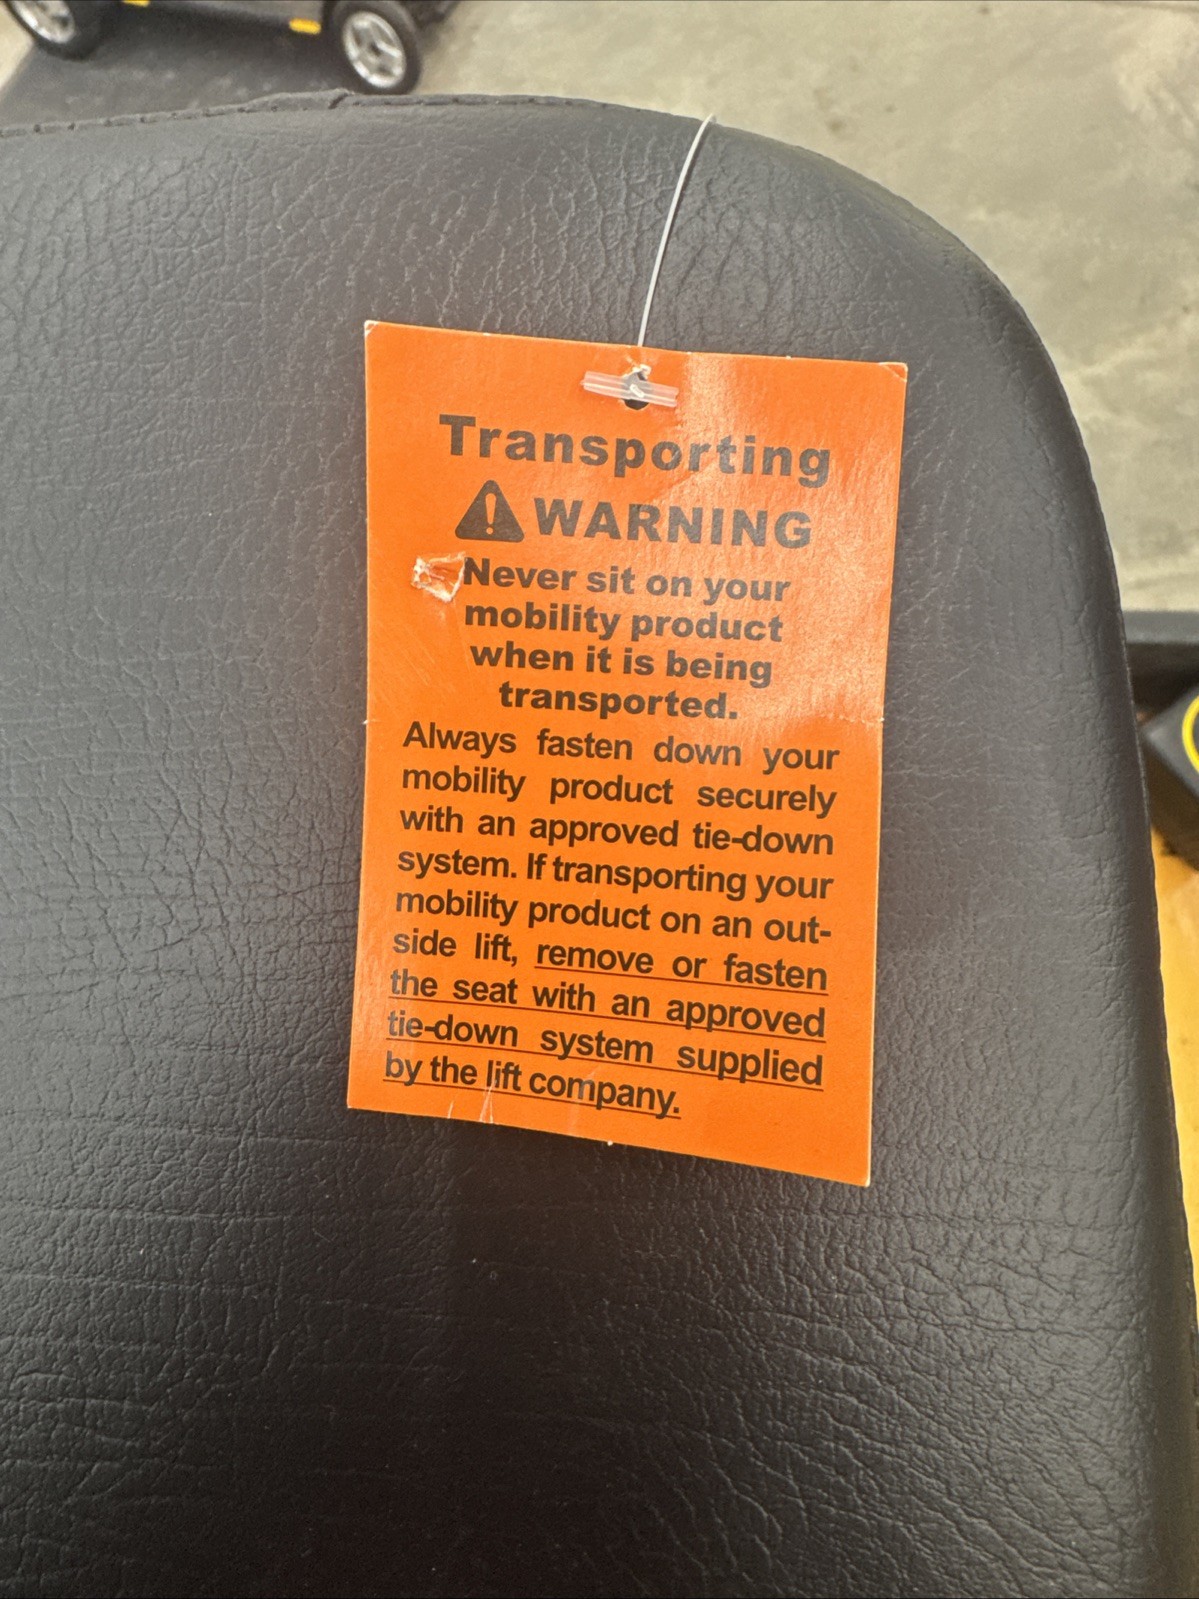 Transporting
WARNING
Never sit on your
mobility product
when it is being
transported.
Always fasten down your
mobility product securely
with an approved tie-down
system. If transporting your
mobility product on an out-
side lift, remove or fasten
the seat with an approved
tie-down system supplied
by the lift company.